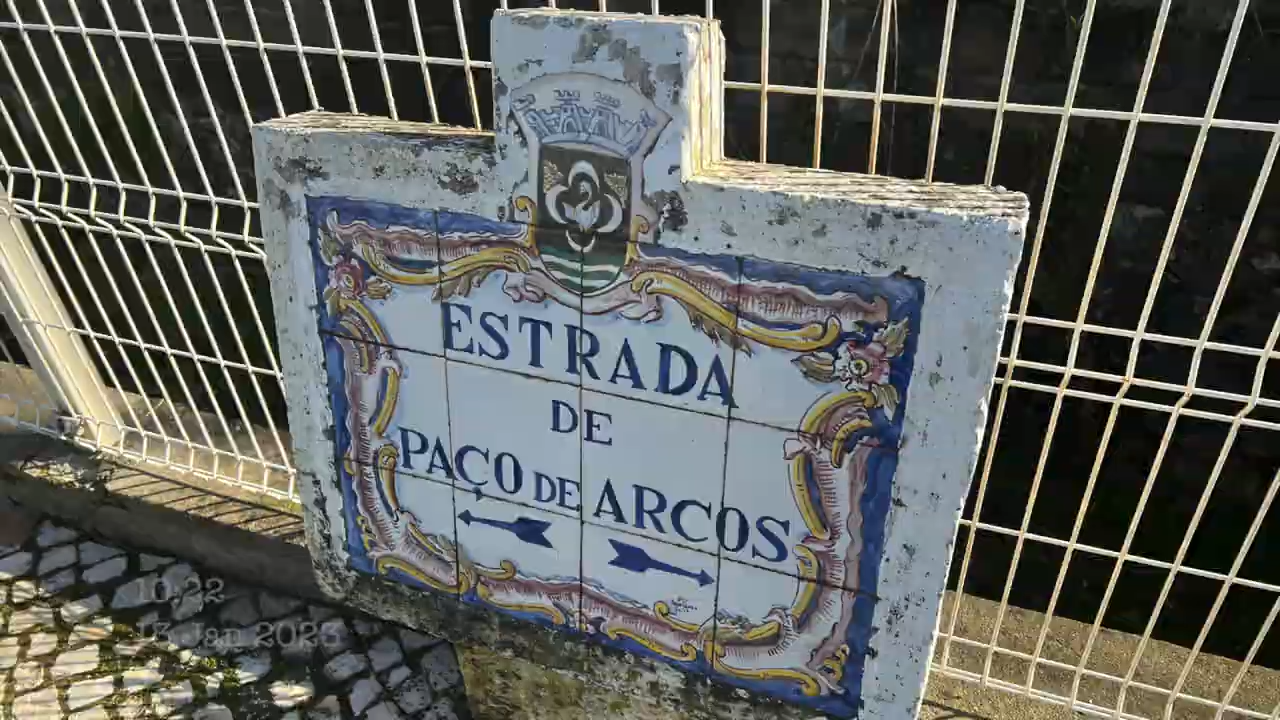 ESTRADA
DE
PAÇO DE ARCOS
10:22
13 Jan 2023